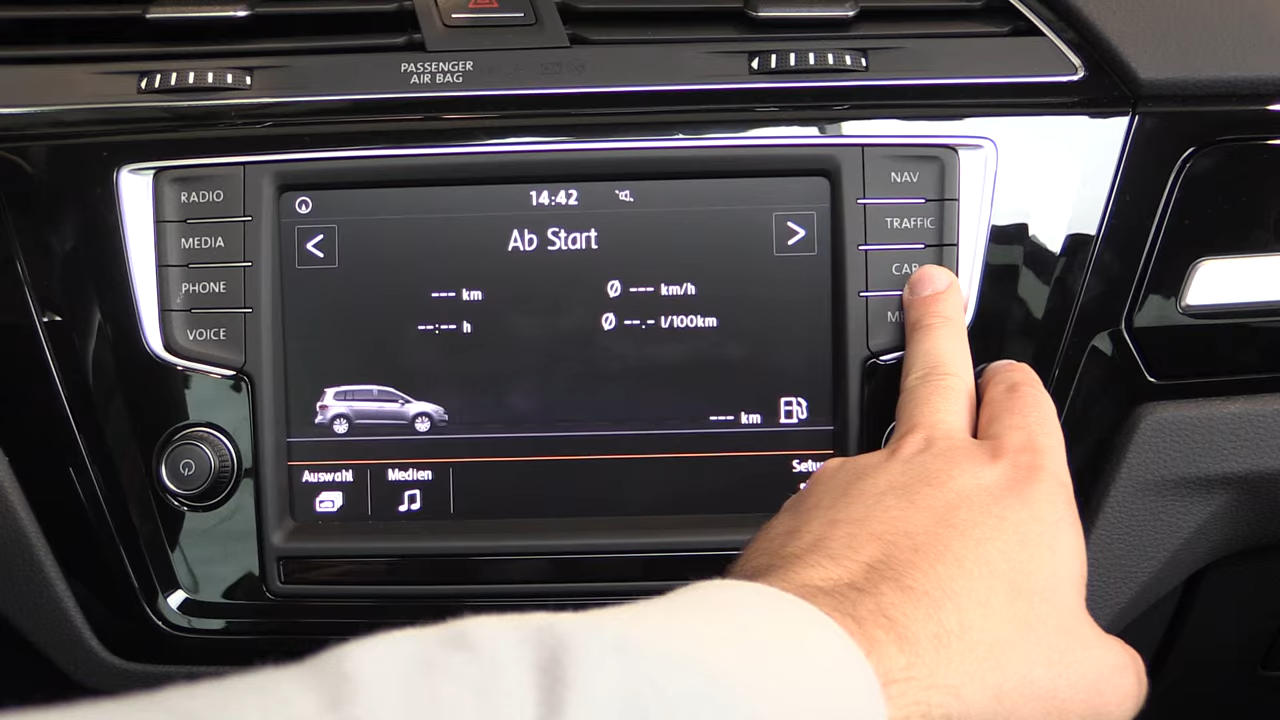 PASSENGER
AIR BAG
RADIO
MEDIA
PHONE
VOICE
14:42
Ab Start
--- km
--:-- h
Ø --- km/h
Ø --.- l/100km
--- km
Auswahl
Medien
NAV
TRAFFIC
CAR